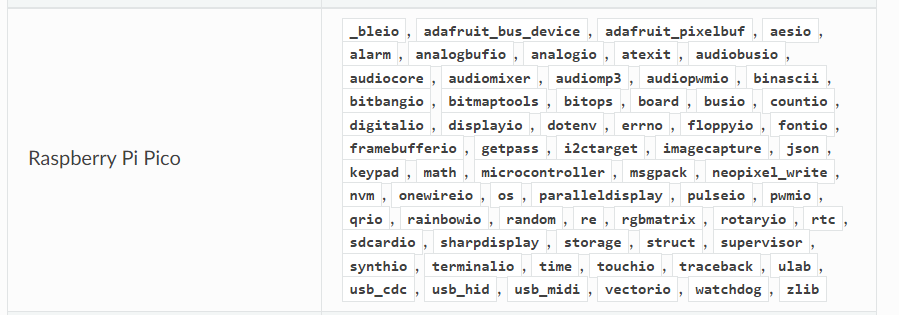 _bleio , adafruit_bus_device , adafruit_pixelbuf , aesio ,
alarm , analogbufio , analogio , atexit , audiobusio ,
audiocore , audiomixer , audiomp3 , audiopwmio , binascii ,
bitbangio , bitmaptools , bitops , board , busio , countio ,
digitalio , displayio , dotenv , errno , floppyio , fontio ,
Raspberry Pi Pico
framebufferio , getpass , i2ctarget , imagecapture , json ,
keypad , math , microcontroller , msgpack , neopixel_write ,
nvm , onewireio , os , paralleldisplay , pulseio , pwmio ,
qrio , rainbowio , random , re , rgbmatrix , rotaryio , rtc ,
sdcardio , sharpdisplay , storage , struct , supervisor ,
synthio , terminalio , time , touchio , traceback , ulab ,
usb_cdc , usb_hid , usb_midi , vectorio , watchdog , zlib